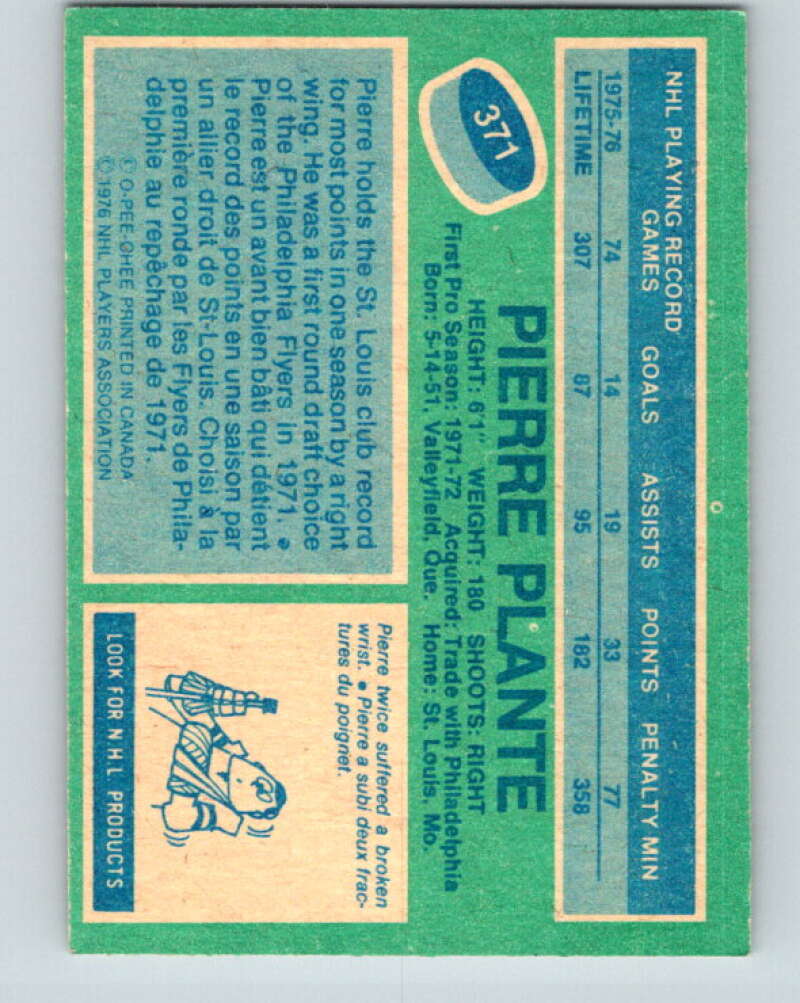 NHL PLAYING RECORD
GAMES GOALS ASSISTS POINTS PENALTY MIN
1975-76 74 14 19 33 77
LIFETIME 307 87 95 182 358
371
PIERRE PLANTE
HEIGHT: 6'1" WEIGHT: 180 SHOOTS: RIGHT
First Pro Season: 1971-72 Acquired: Trade with Philadelphia
Born: 5-14-51, Valleyfield, Que. Home: St. Louis, Mo.
Pierre holds the St. Louis club record
for most points in one season by a right
wing. He was a first round draft choice
of the Philadelphia Flyers in 1971. •
Pierre est un avant bien bâti qui détient
le record des points en une saison par
un allier droit de St-Louis. Choisi à la
première ronde par les Flyers de Phila-
delphie au repêchage de 1971.
© O-PEE-CHEE PRINTED IN CANADA
© 1976 NHL PLAYERS ASSOCIATION
Pierre twice suffered a broken
wrist. • Pierre a subi deux frac-
tures du poignet.
LOOK FOR N.H.L PRODUCTS